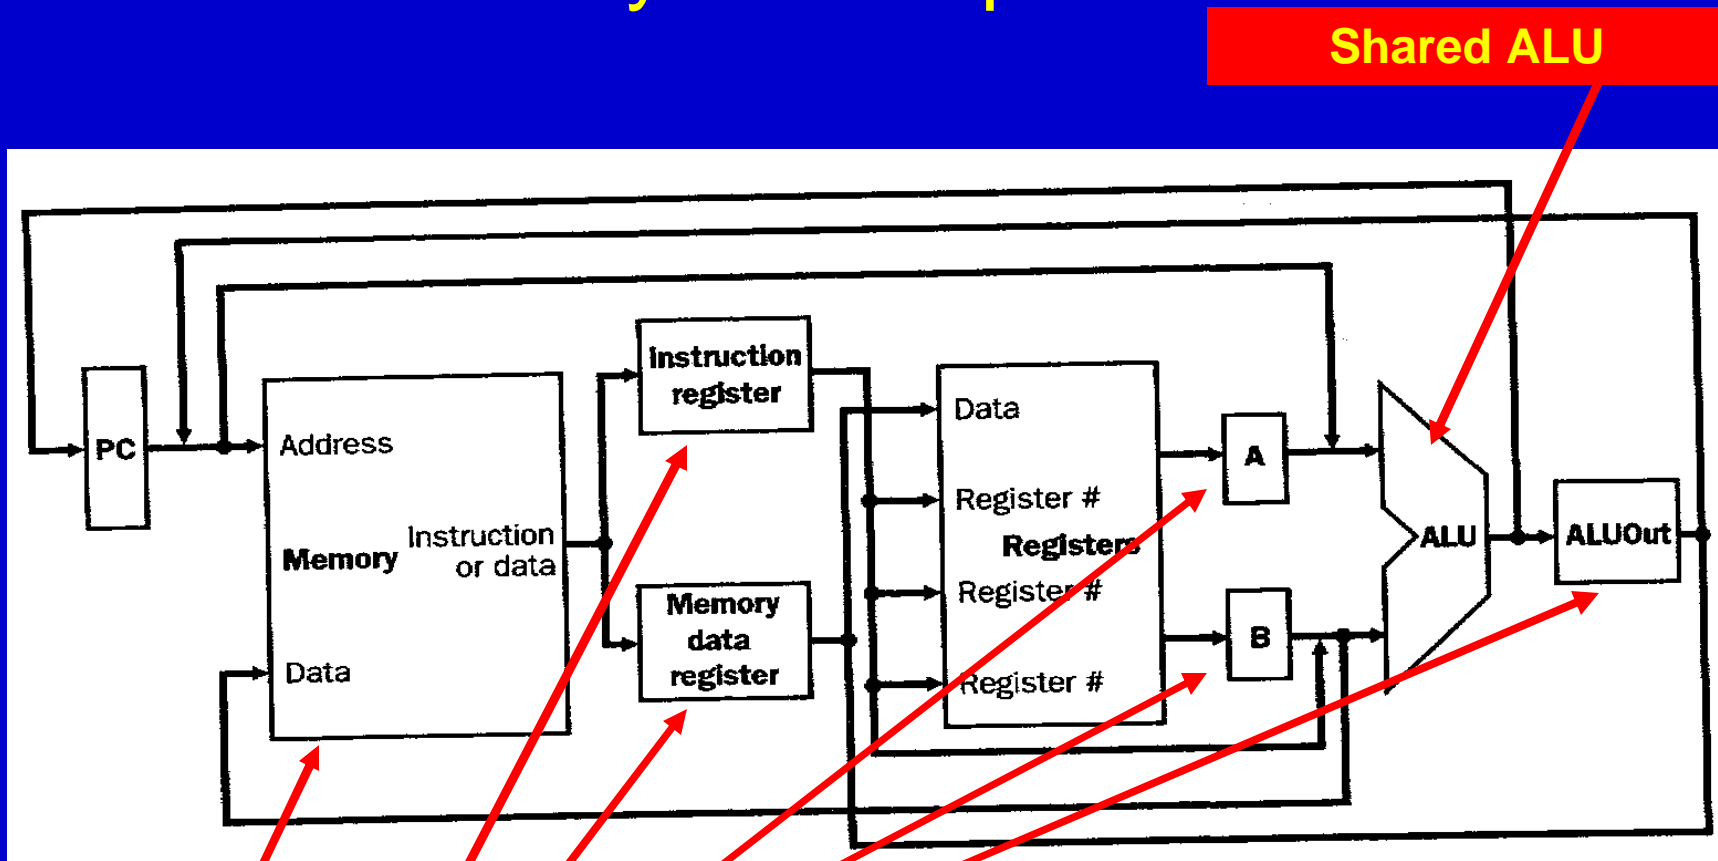 Shared ALU
PC
Address
Memory
Instruction
or data
Data
Instruction
register
Memory
data
register
Data
Register #
Registers
Register #
Register #
A
B
ALU
ALUOut